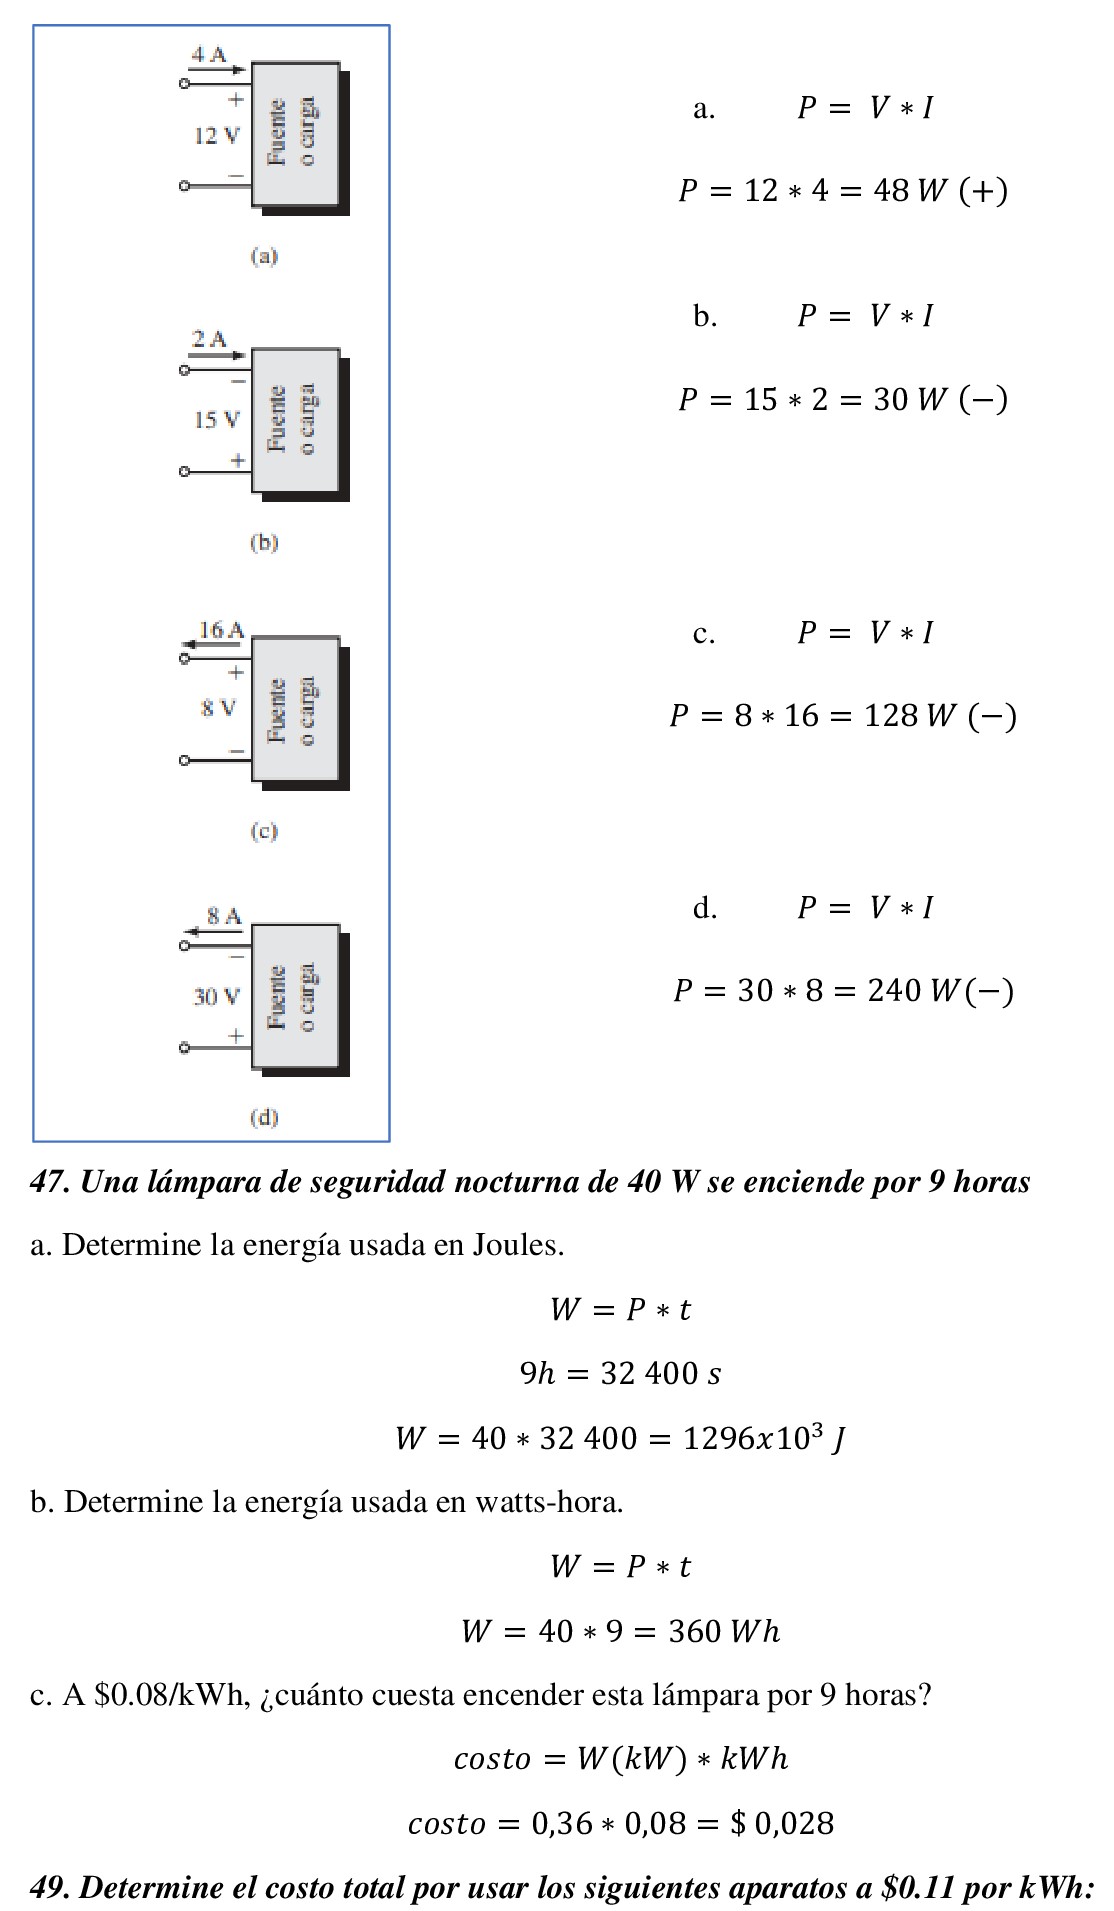 4 A
+
12 V
−
Fuente
o carga
(a)
a. P = V * I
P = 12 * 4 = 48 W (+)
2 A
−
15 V
+
Fuente
o carga
(b)
b. P = V * I
P = 15 * 2 = 30 W (−)
16 A
+
8 V
−
Fuente
o carga
(c)
c. P = V * I
P = 8 * 16 = 128 W (−)
8 A
−
30 V
+
Fuente
o carga
(d)
d. P = V * I
P = 30 * 8 = 240 W(−)
47. Una lámpara de seguridad nocturna de 40 W se enciende por 9 horas
a. Determine la energía usada en Joules.
W = P * t
9h = 32 400 s
W = 40 * 32 400 = 1296x10³ J
b. Determine la energía usada en watts-hora.
W = P * t
W = 40 * 9 = 360 Wh
c. A $0.08/kWh, ¿cuánto cuesta encender esta lámpara por 9 horas?
costo = W(kW) * kWh
costo = 0,36 * 0,08 = $ 0,028
49. Determine el costo total por usar los siguientes aparatos a $0.11 por kWh: